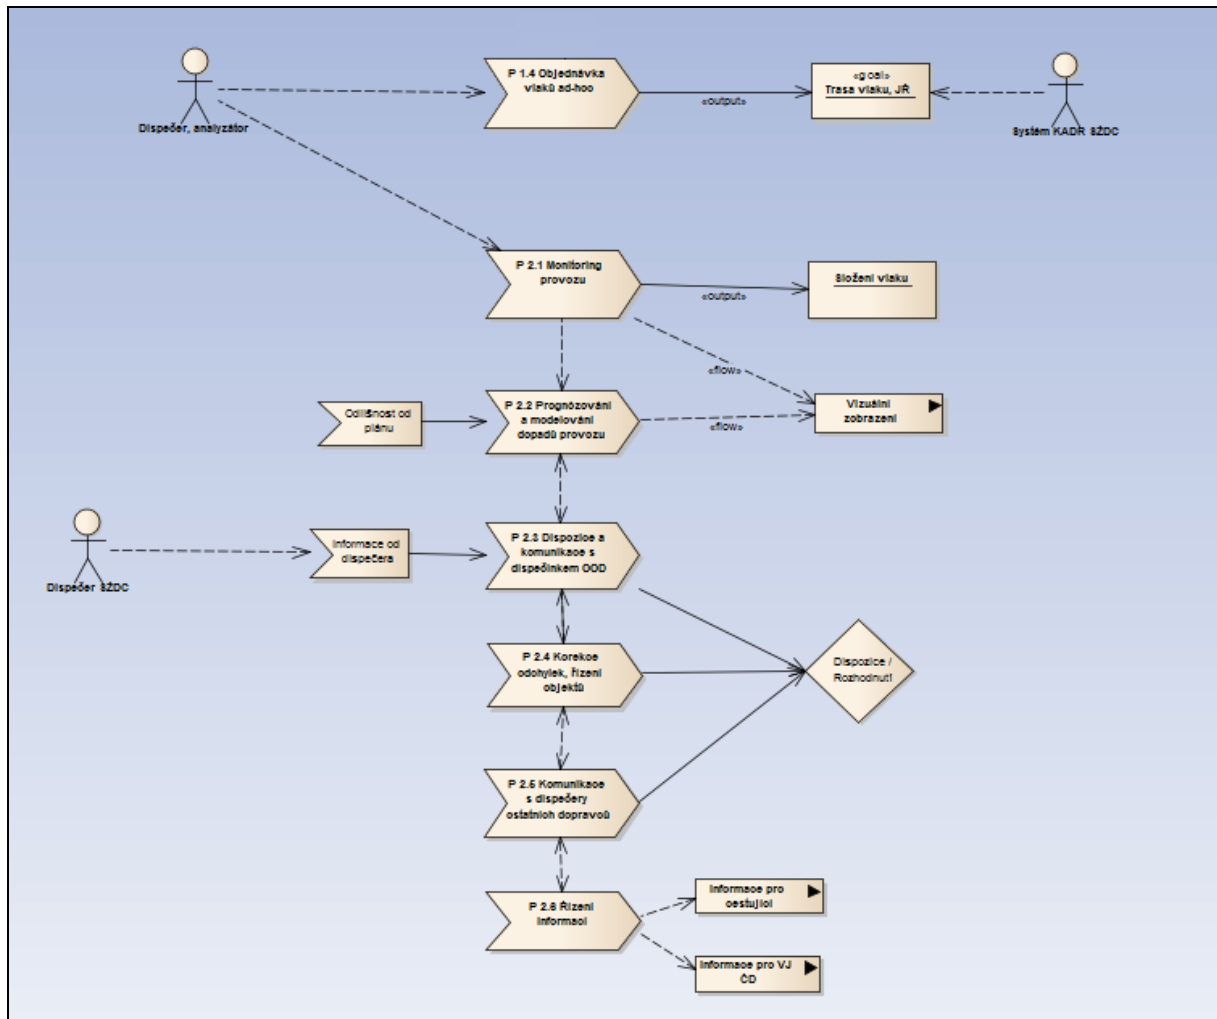 P 1.4 Objednávka
vlaků ad-hoc
«output»
«goal»
Trasa vlaku, JŘ
Dispečer, analyzátor
Systém KADR SŽDC
P 2.1 Monitoring
provozu
«output»
Složení vlaku
«flow»
Odlišnost od
plánu
P 2.2 Prognózování
a modelování
dopadů provozu
«flow»
Vizuální
zobrazení
Dispečer SŽDC
Informace od
dispečera
P 2.3 Dispozice a
komunikace s
dispečinkem OOD
P 2.4 Korekce
odchylek, řízení
objektů
Dispozice /
Rozhodnutí
P 2.5 Komunikace
s dispečery
ostatních dopravců
P 2.6 Řízení
informací
Informace pro
cestující
Informace pro VJ
ČD